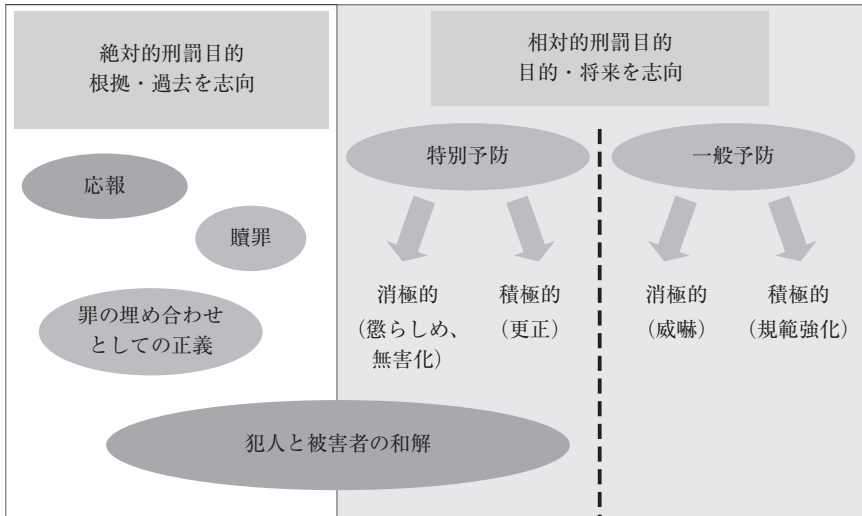 絶対的刑罰目的
根拠・過去を志向
相対的刑罰目的
目的・将来を志向
応報
贖罪
罪の埋め合わせ
としての正義
特別予防
一般予防
消極的
(懲らしめ、
無害化)
積極的
(更正)
消極的
(威嚇)
積極的
(規範強化)
犯人と被害者の和解